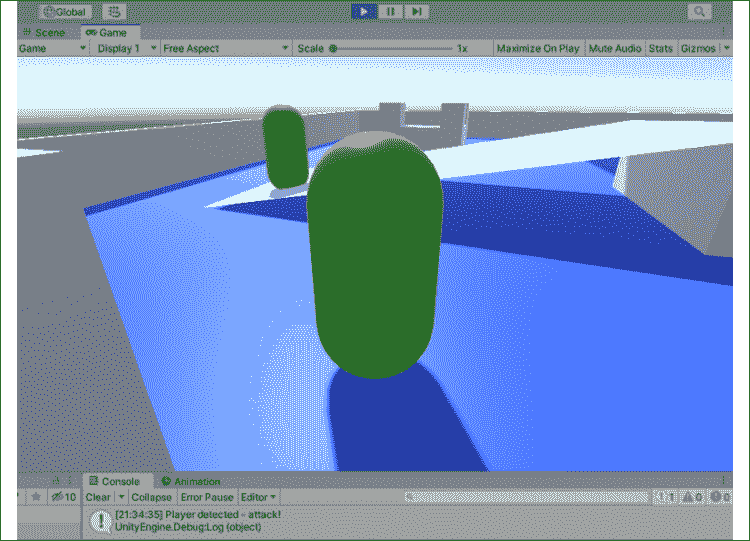 Global
Scene Game
Game Display 1 Free Aspect Scale 1x Maximize On Play Mute Audio Stats Gizmos
Console Animation
10 Clear Collapse Error Pause Editor 1 0 0
[21:34:35] Player detected - attack!
UnityEngine.Debug:Log (object)